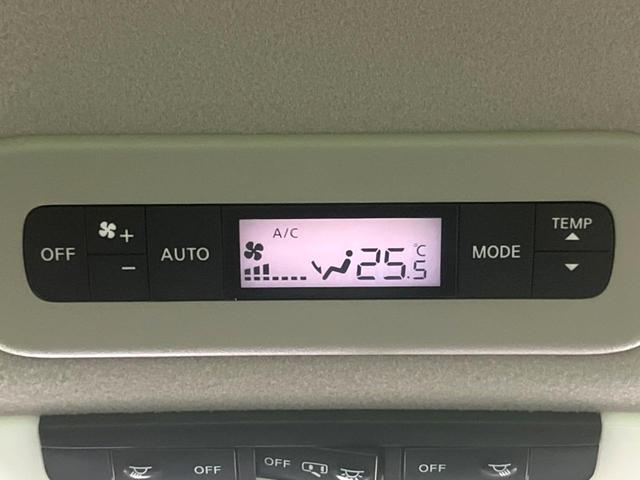 OFF
+
−
AUTO
A/C
25.5 °C
MODE
TEMP
OFF
OFF
OFF